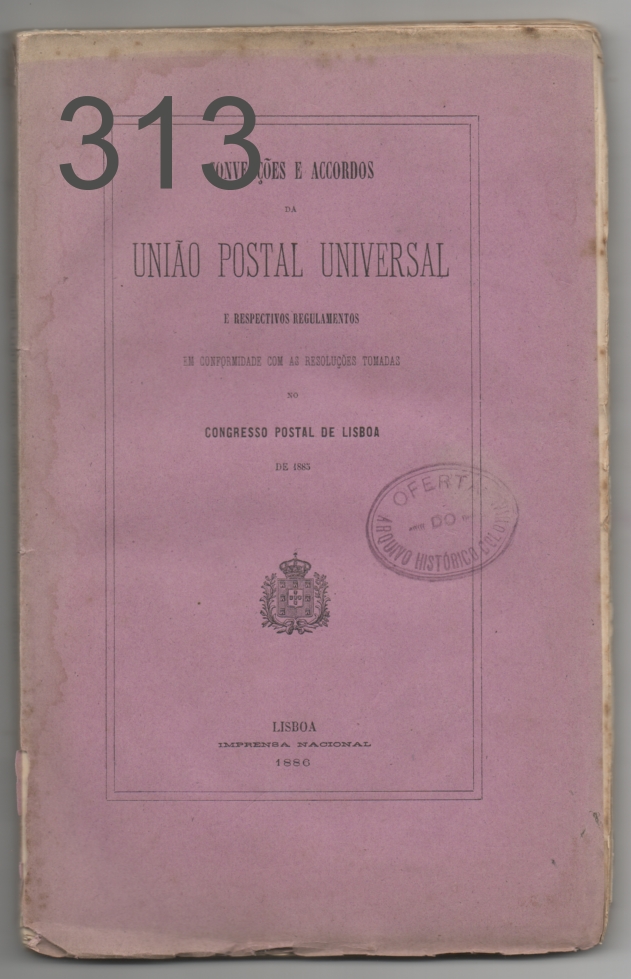 313
CONVENÇÕES E ACCORDOS
DA
UNIÃO POSTAL UNIVERSAL
E RESPECTIVOS REGULAMENTOS
EM CONFORMIDADE COM AS RESOLUÇÕES TOMADAS
NO
CONGRESSO POSTAL DE LISBOA
DE 1885
OFERTA
DO
ARQUIVO HISTÓRICO COLONIAL
LISBOA
IMPRENSA NACIONAL
1886